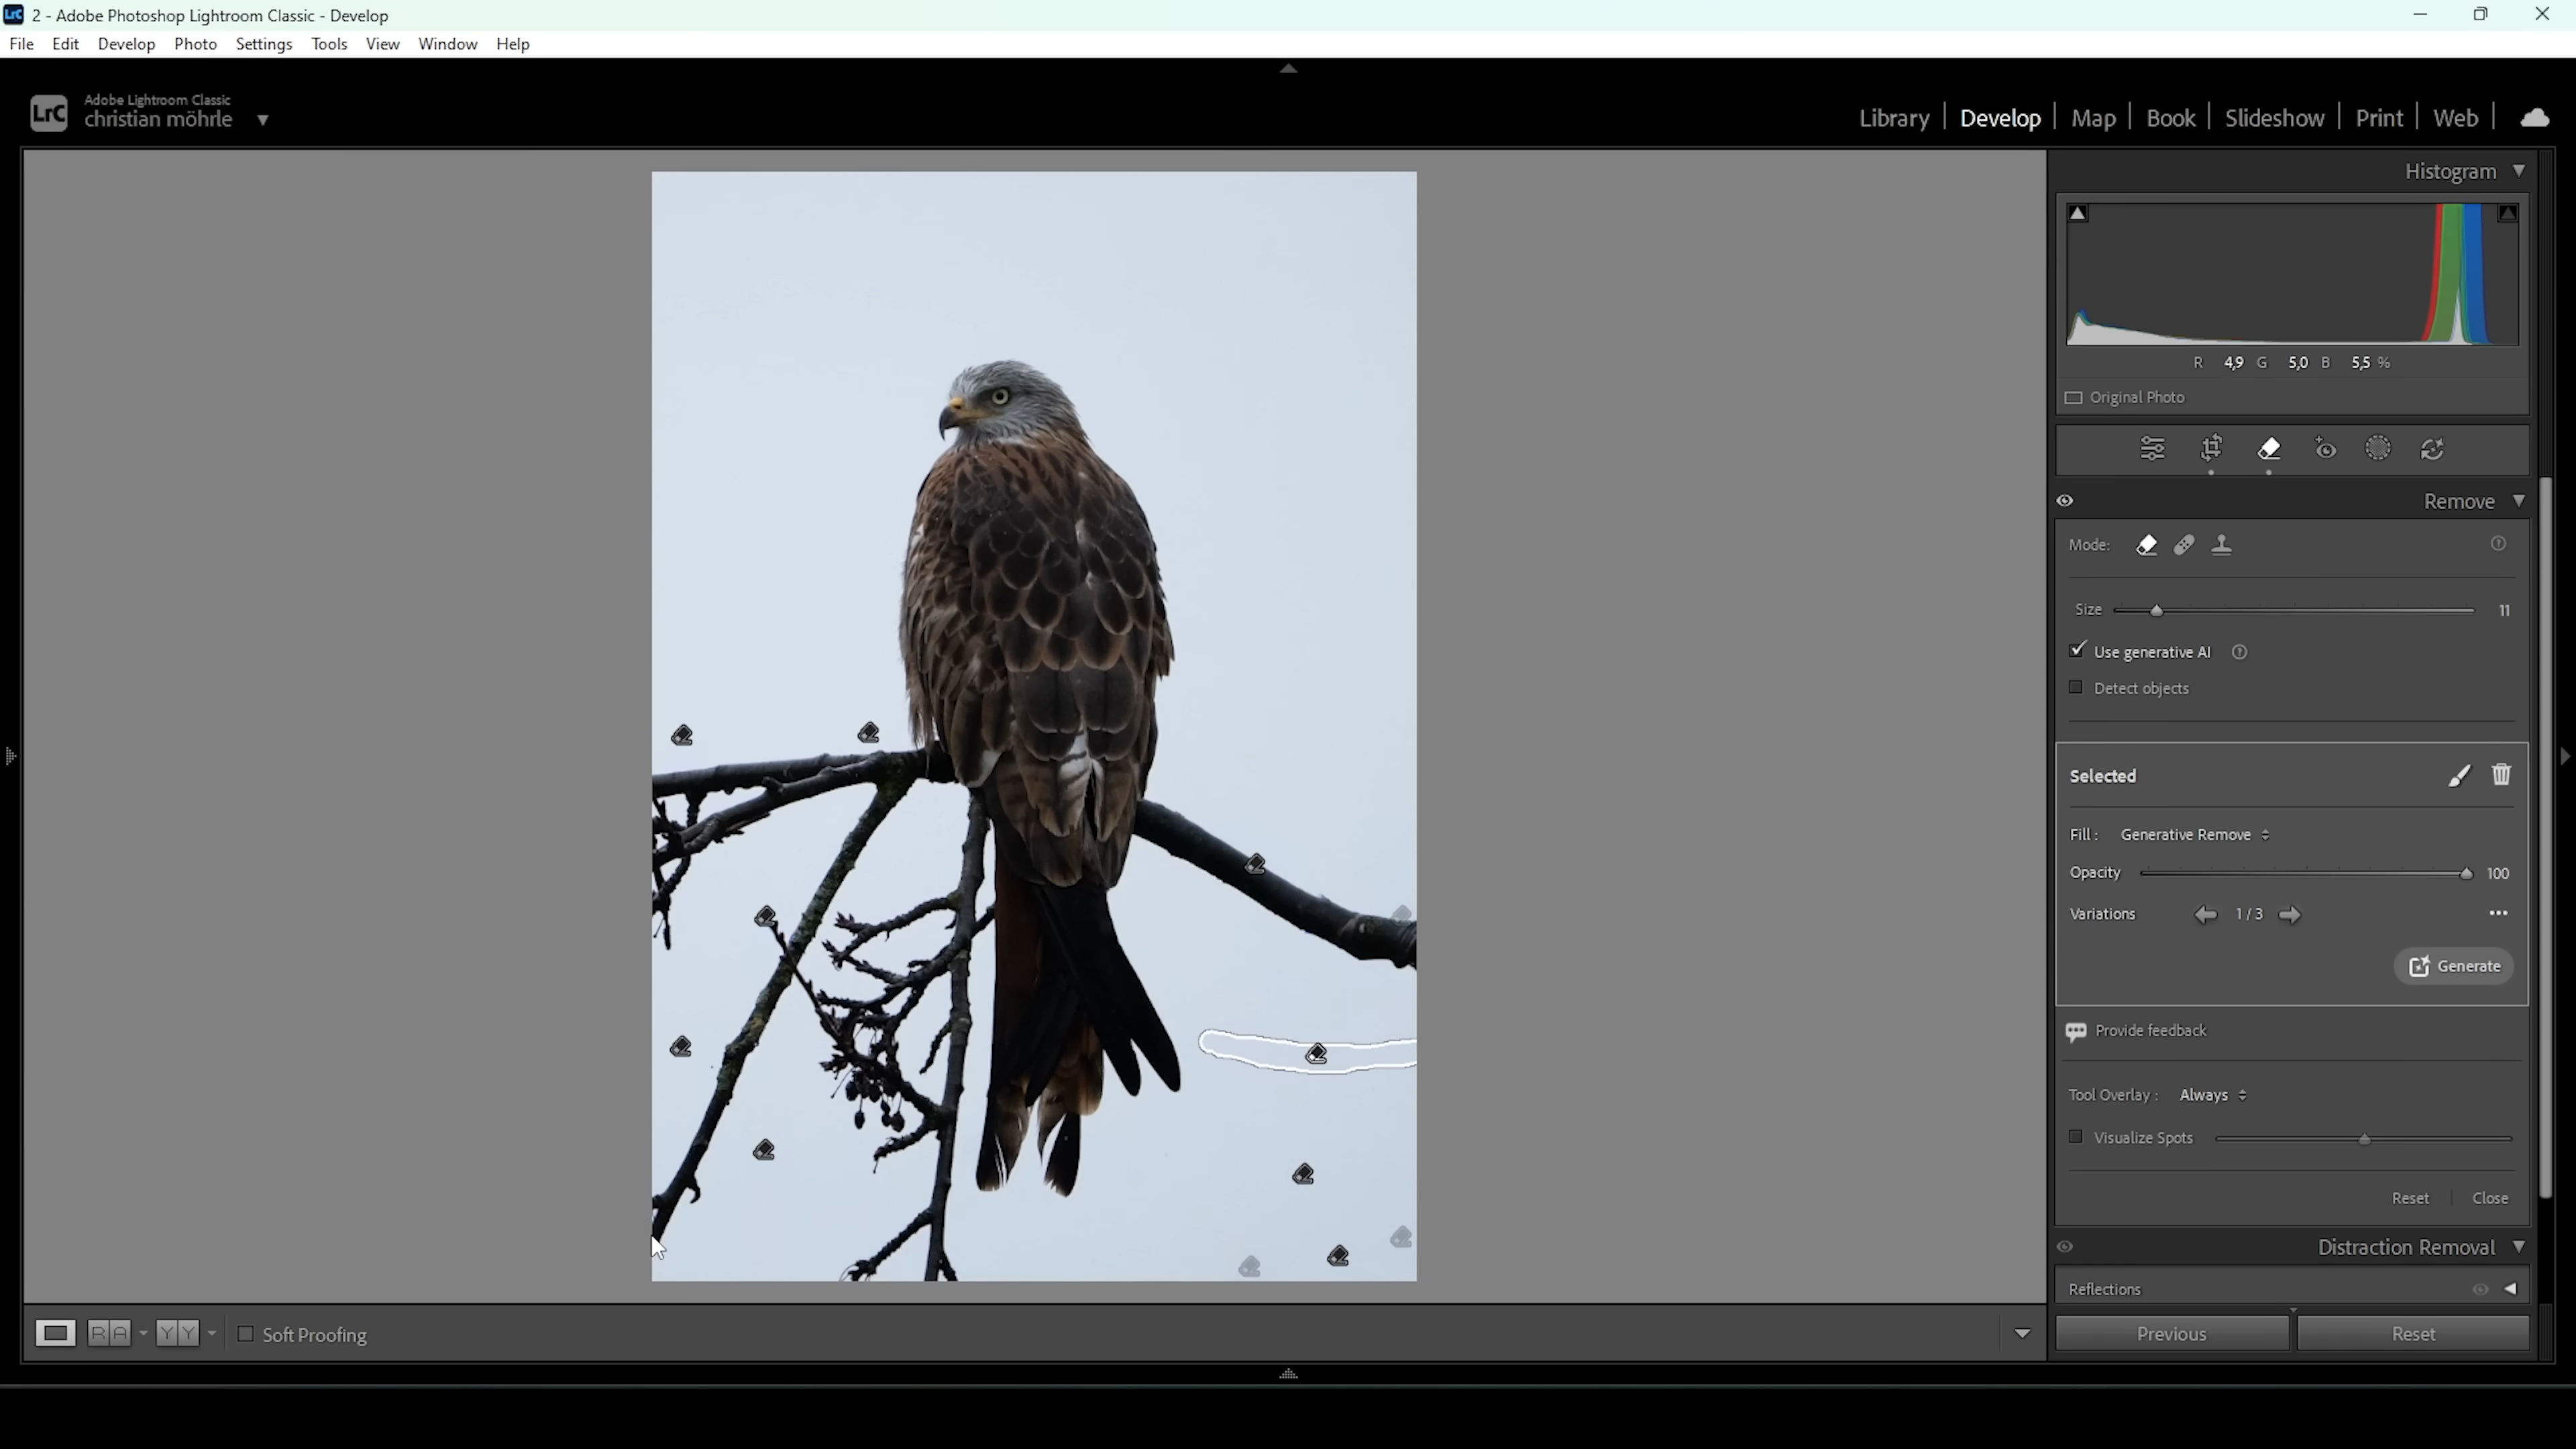 LrC 2 - Adobe Photoshop Lightroom Classic - Develop
File Edit Develop Photo Settings Tools View Window Help
LrC Adobe Lightroom Classic
christian möhrle
Library | Develop | Map | Book | Slideshow | Print | Web |
Histogram
R 4,9 G 5,0 B 5,5 %
Original Photo
Remove
Mode:
Size 11
Use generative AI
Detect objects
Selected
Fill : Generative Remove
Opacity 100
Variations 1 / 3
Generate
Provide feedback
Tool Overlay : Always
Visualize Spots
Reset Close
Distraction Removal
Reflections
R A Y Y Soft Proofing
Previous Reset